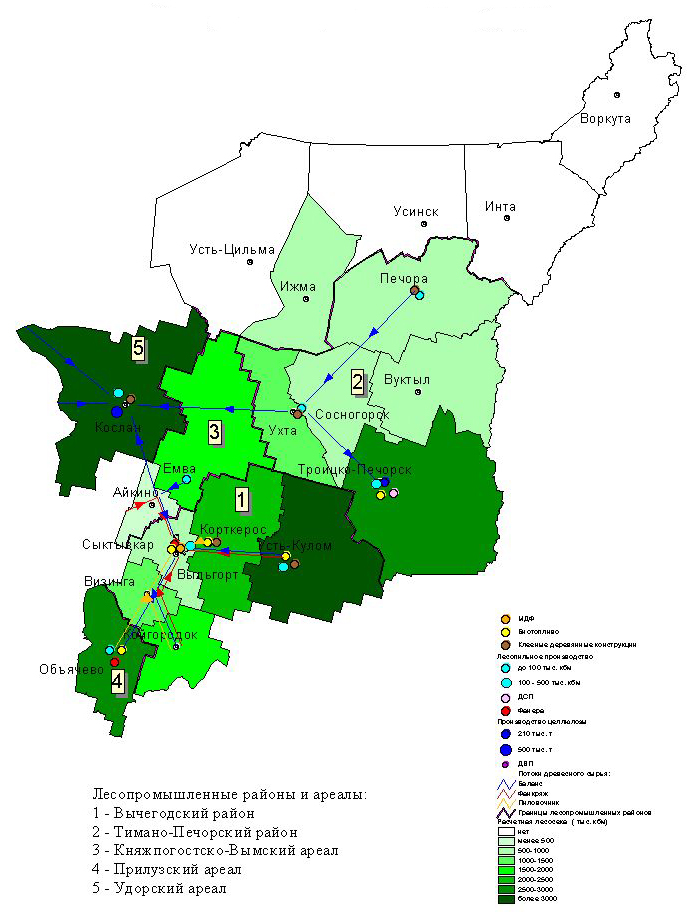 Воркута
Инта
Усинск
Усть-Цильма
Ижма
Печора
5
2
Вуктыл
Сосногорск
Кослан
3
Ухта
Троицко-Печорск
Емва
Айкино
1
Корткерос
Сыктывкар
Усть-Кулом
Выльгорт
Визинга
Койгородок
Объячево
4
МДФ
Биотопливо
Клееные деревянные конструкции
Лесопильное производство
до 100 тыс. кбм
100 - 500 тыс. кбм
ДСП
Фанера
Производство целлюлозы
210 тыс. т
500 тыс. т
ДВП
Потоки древесного сырья:
Баланс
Фанкряж
Пиловочник
Границы лесопромышленных районов
Расчетная лесосека ( тыс. кбм)
нет
менее 500
500-1000
1000-1500
1500-2000
2000-2500
2500-3000
более 3000
Лесопромышленные районы и ареалы:
1 - Вычегодский район
2 - Тимано-Печорский район
3 - Княжпогостско-Вымский ареал
4 - Прилузский ареал
5 - Удорский ареал